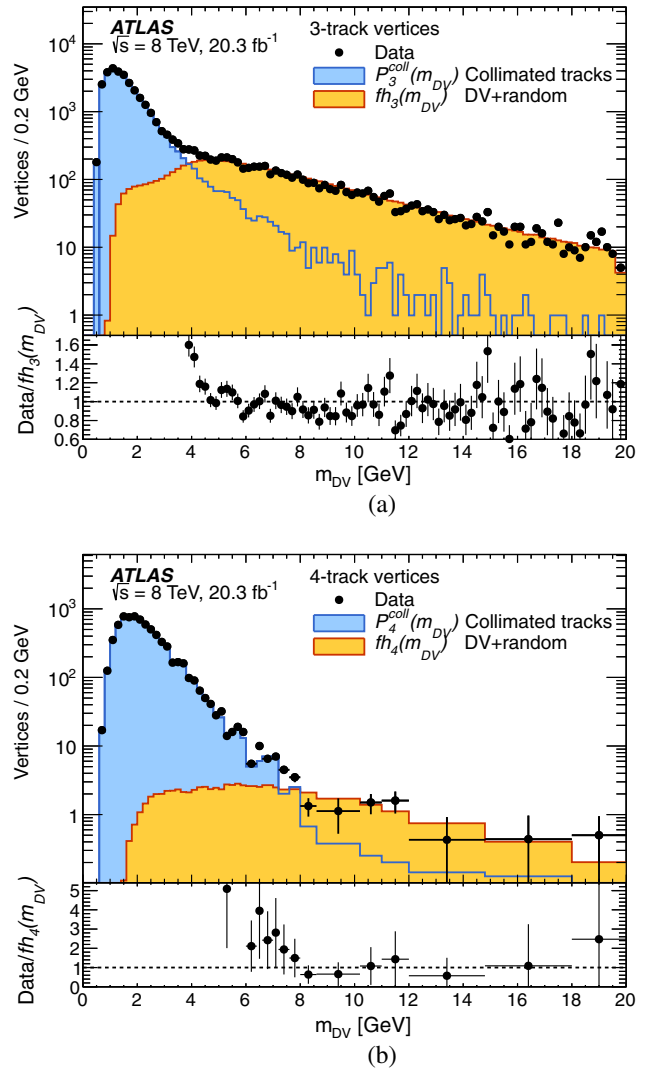 ATLAS
√s = 8 TeV, 20.3 fb⁻¹
3-track vertices
Data
P₃^coll(m_DV) Collimated tracks
fh₃(m_DV) DV+random
Vertices / 0.2 GeV
10⁴
10³
10²
10
1
Data/fh₃(m_DV)
1.6
1.4
1.2
1.0
0.8
0.6
0 2 4 6 8 10 12 14 16 18 20
m_DV [GeV]
(a)
ATLAS
√s = 8 TeV, 20.3 fb⁻¹
4-track vertices
Data
P₄^coll(m_DV) Collimated tracks
fh₄(m_DV) DV+random
Vertices / 0.2 GeV
10³
10²
10
1
Data/fh₄(m_DV)
5
4
3
2
1
0
0 2 4 6 8 10 12 14 16 18 20
m_DV [GeV]
(b)